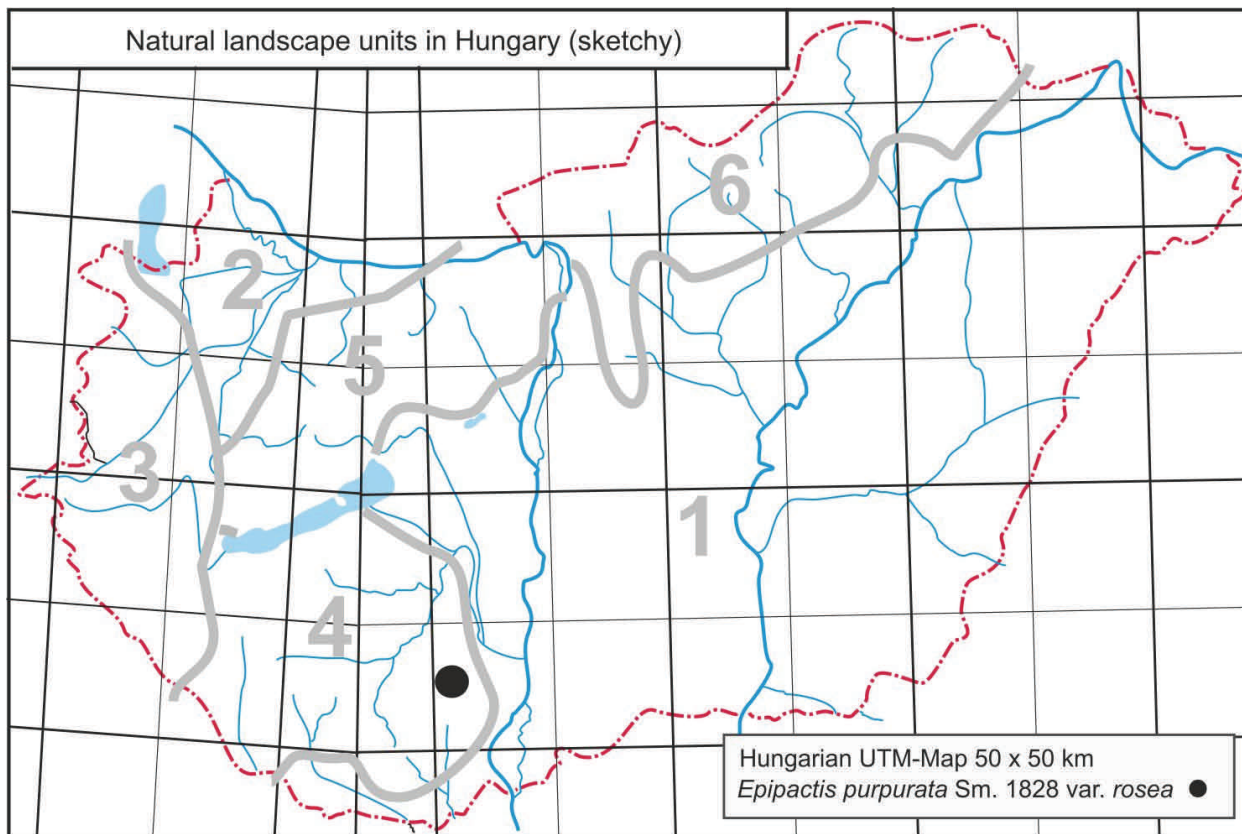 Natural landscape units in Hungary (sketchy)
6
2
5
3
1
4
Hungarian UTM-Map 50 x 50 km
Epipactis purpurata Sm. 1828 var. rosea